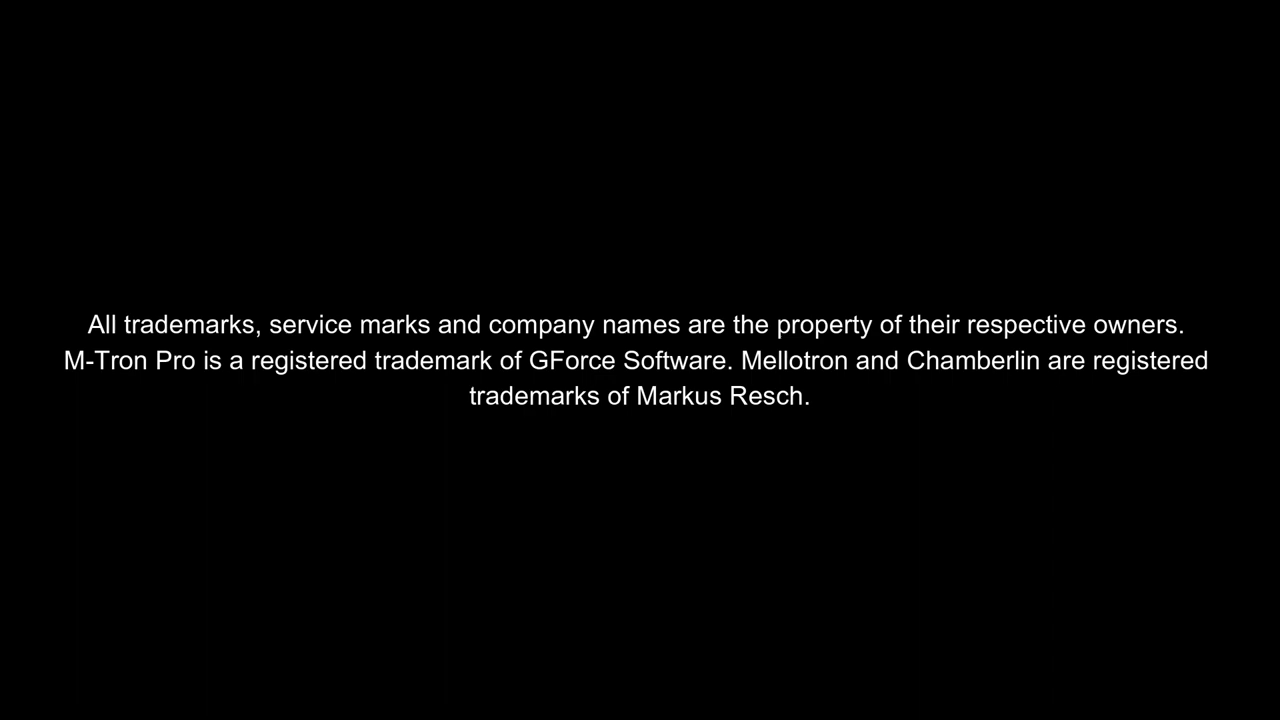 All trademarks, service marks and company names are the property of their respective owners.
M-Tron Pro is a registered trademark of GForce Software. Mellotron and Chamberlin are registered
trademarks of Markus Resch.